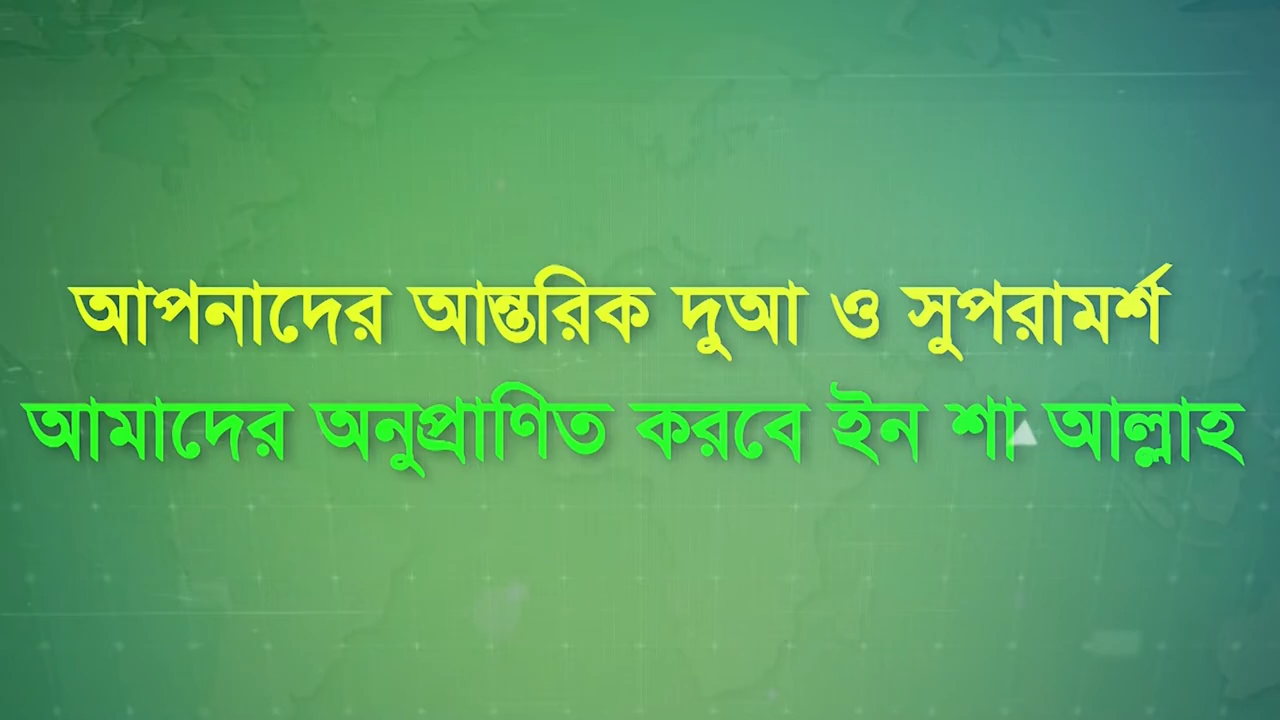 আপনাদের আন্তরিক দুআ ও সুপরামর্শ
আমাদের অনুপ্রাণিত করবে ইন শা আল্লাহ